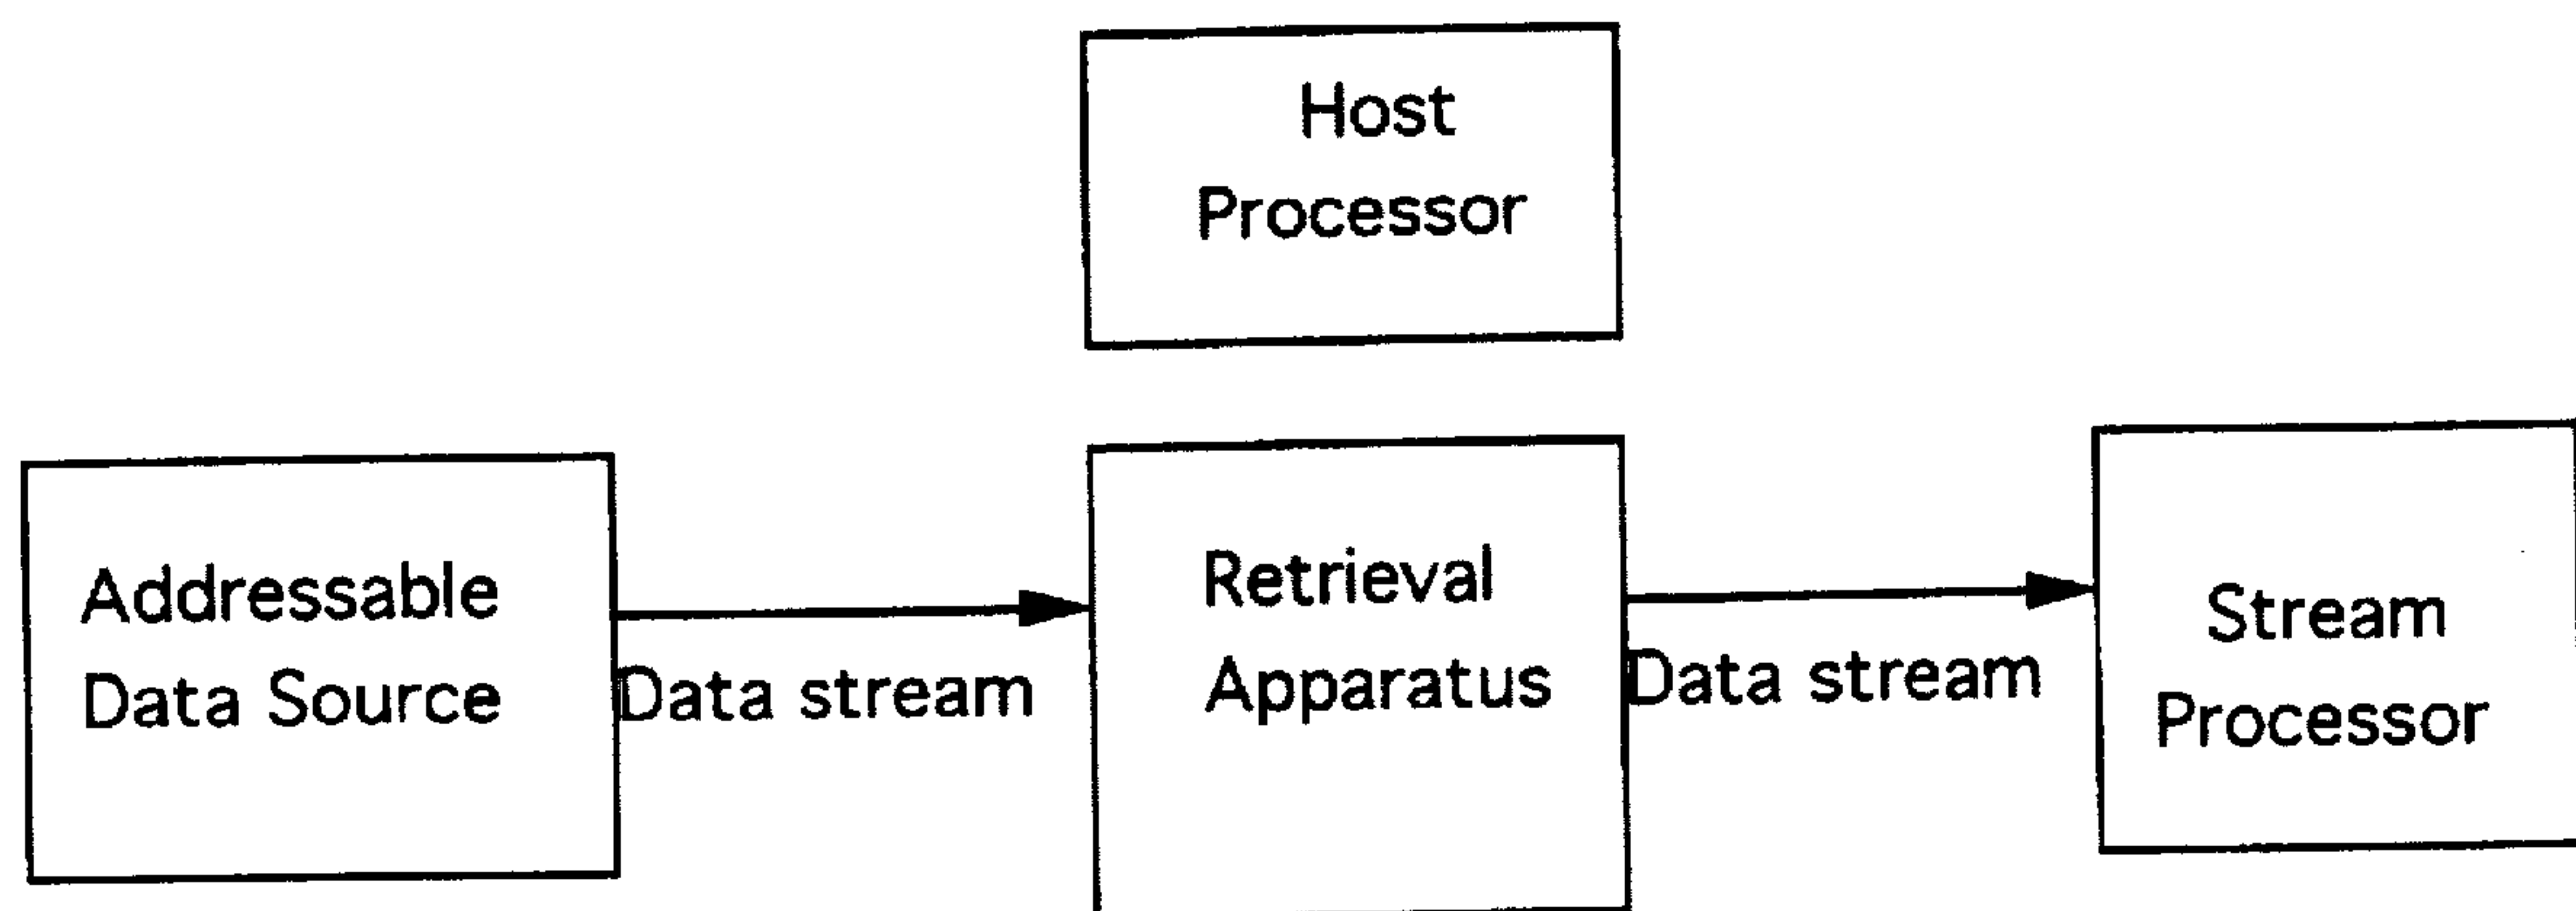 Host
Processor
Addressable
Data Source
Data stream
Retrieval
Apparatus
Data stream
Stream
Processor